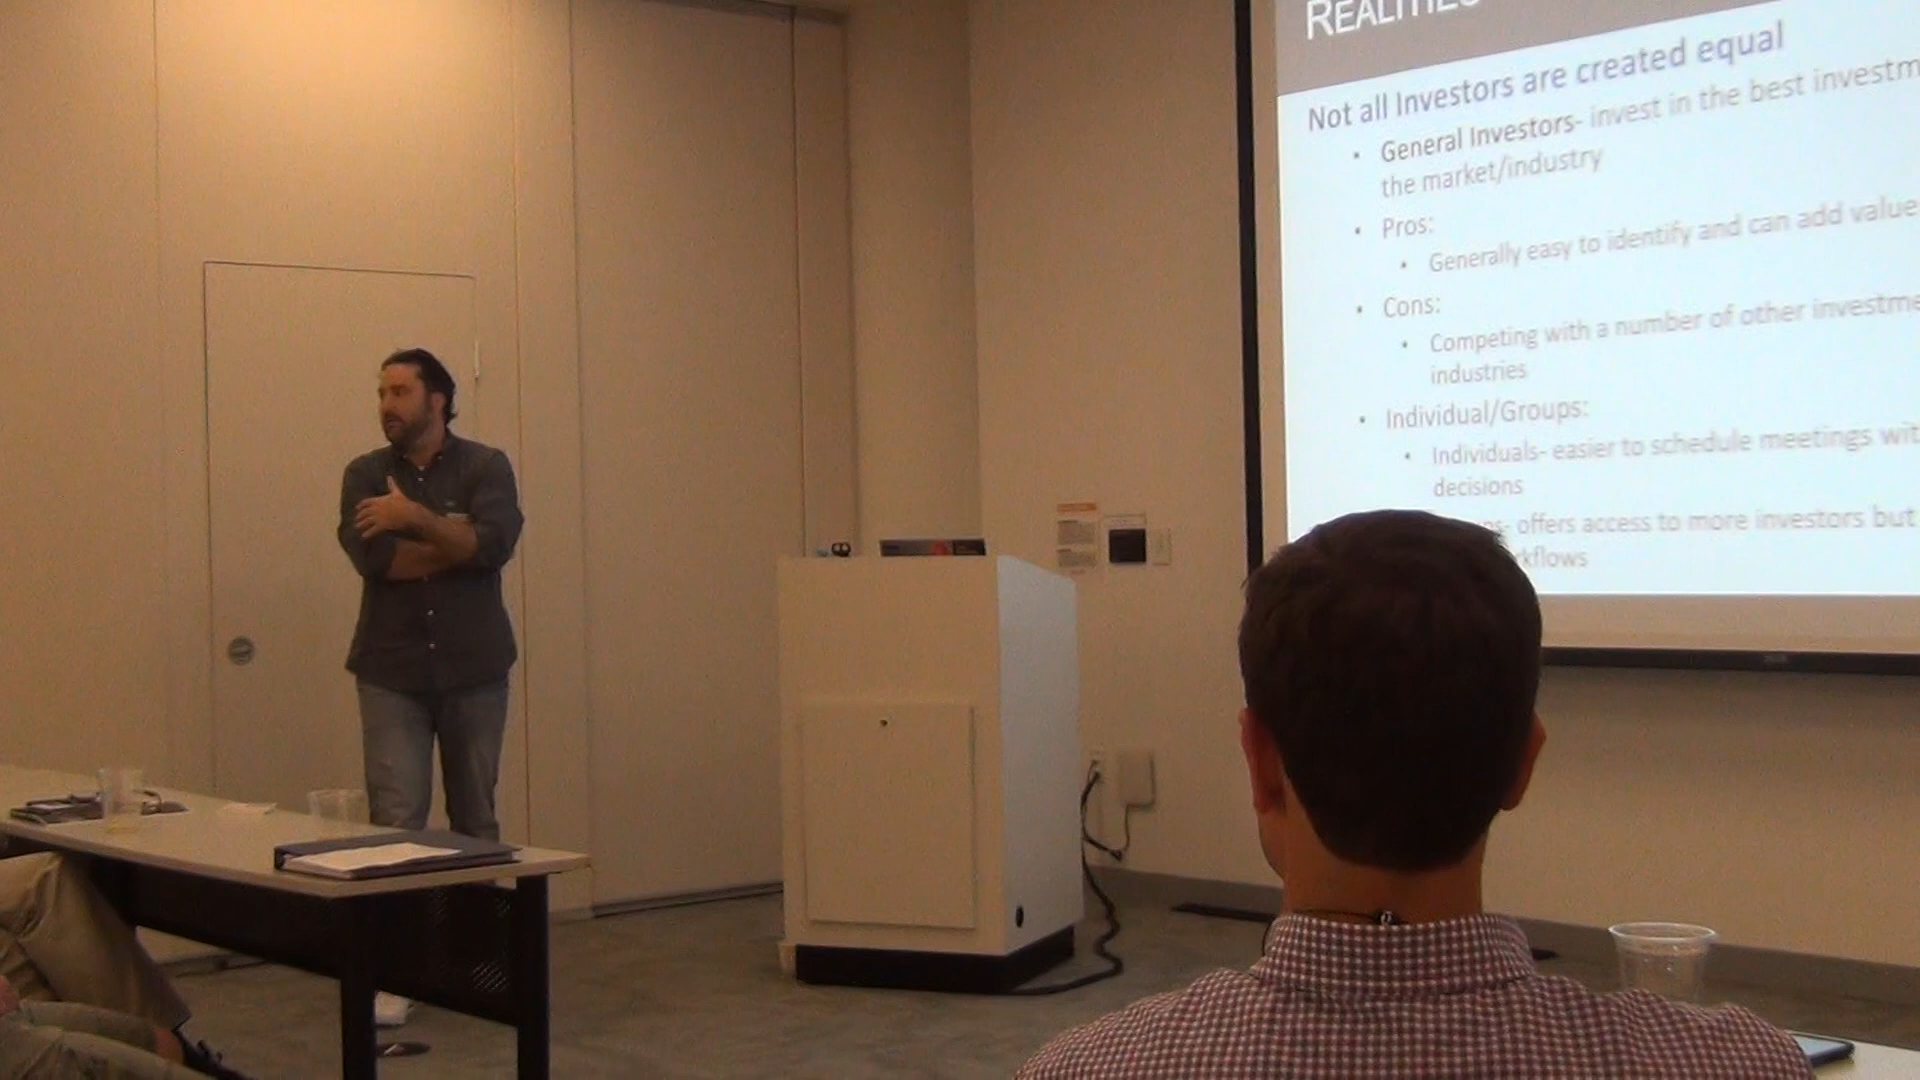 REALITIES
Not all Investors are created equal
• General Investors- invest in the best investm
the market/industry
• Pros:
• Generally easy to identify and can add value
• Cons:
• Competing with a number of other investme
industries
• Individual/Groups:
• Individuals- easier to schedule meetings wit
decisions
offers access to more investors but